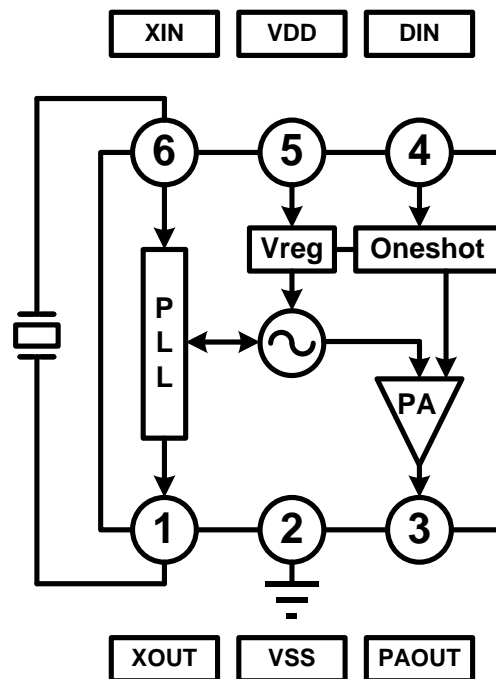 XIN VDD DIN
6 5 4
Vreg Oneshot
P
L
L
PA
1 2 3
XOUT VSS PAOUT